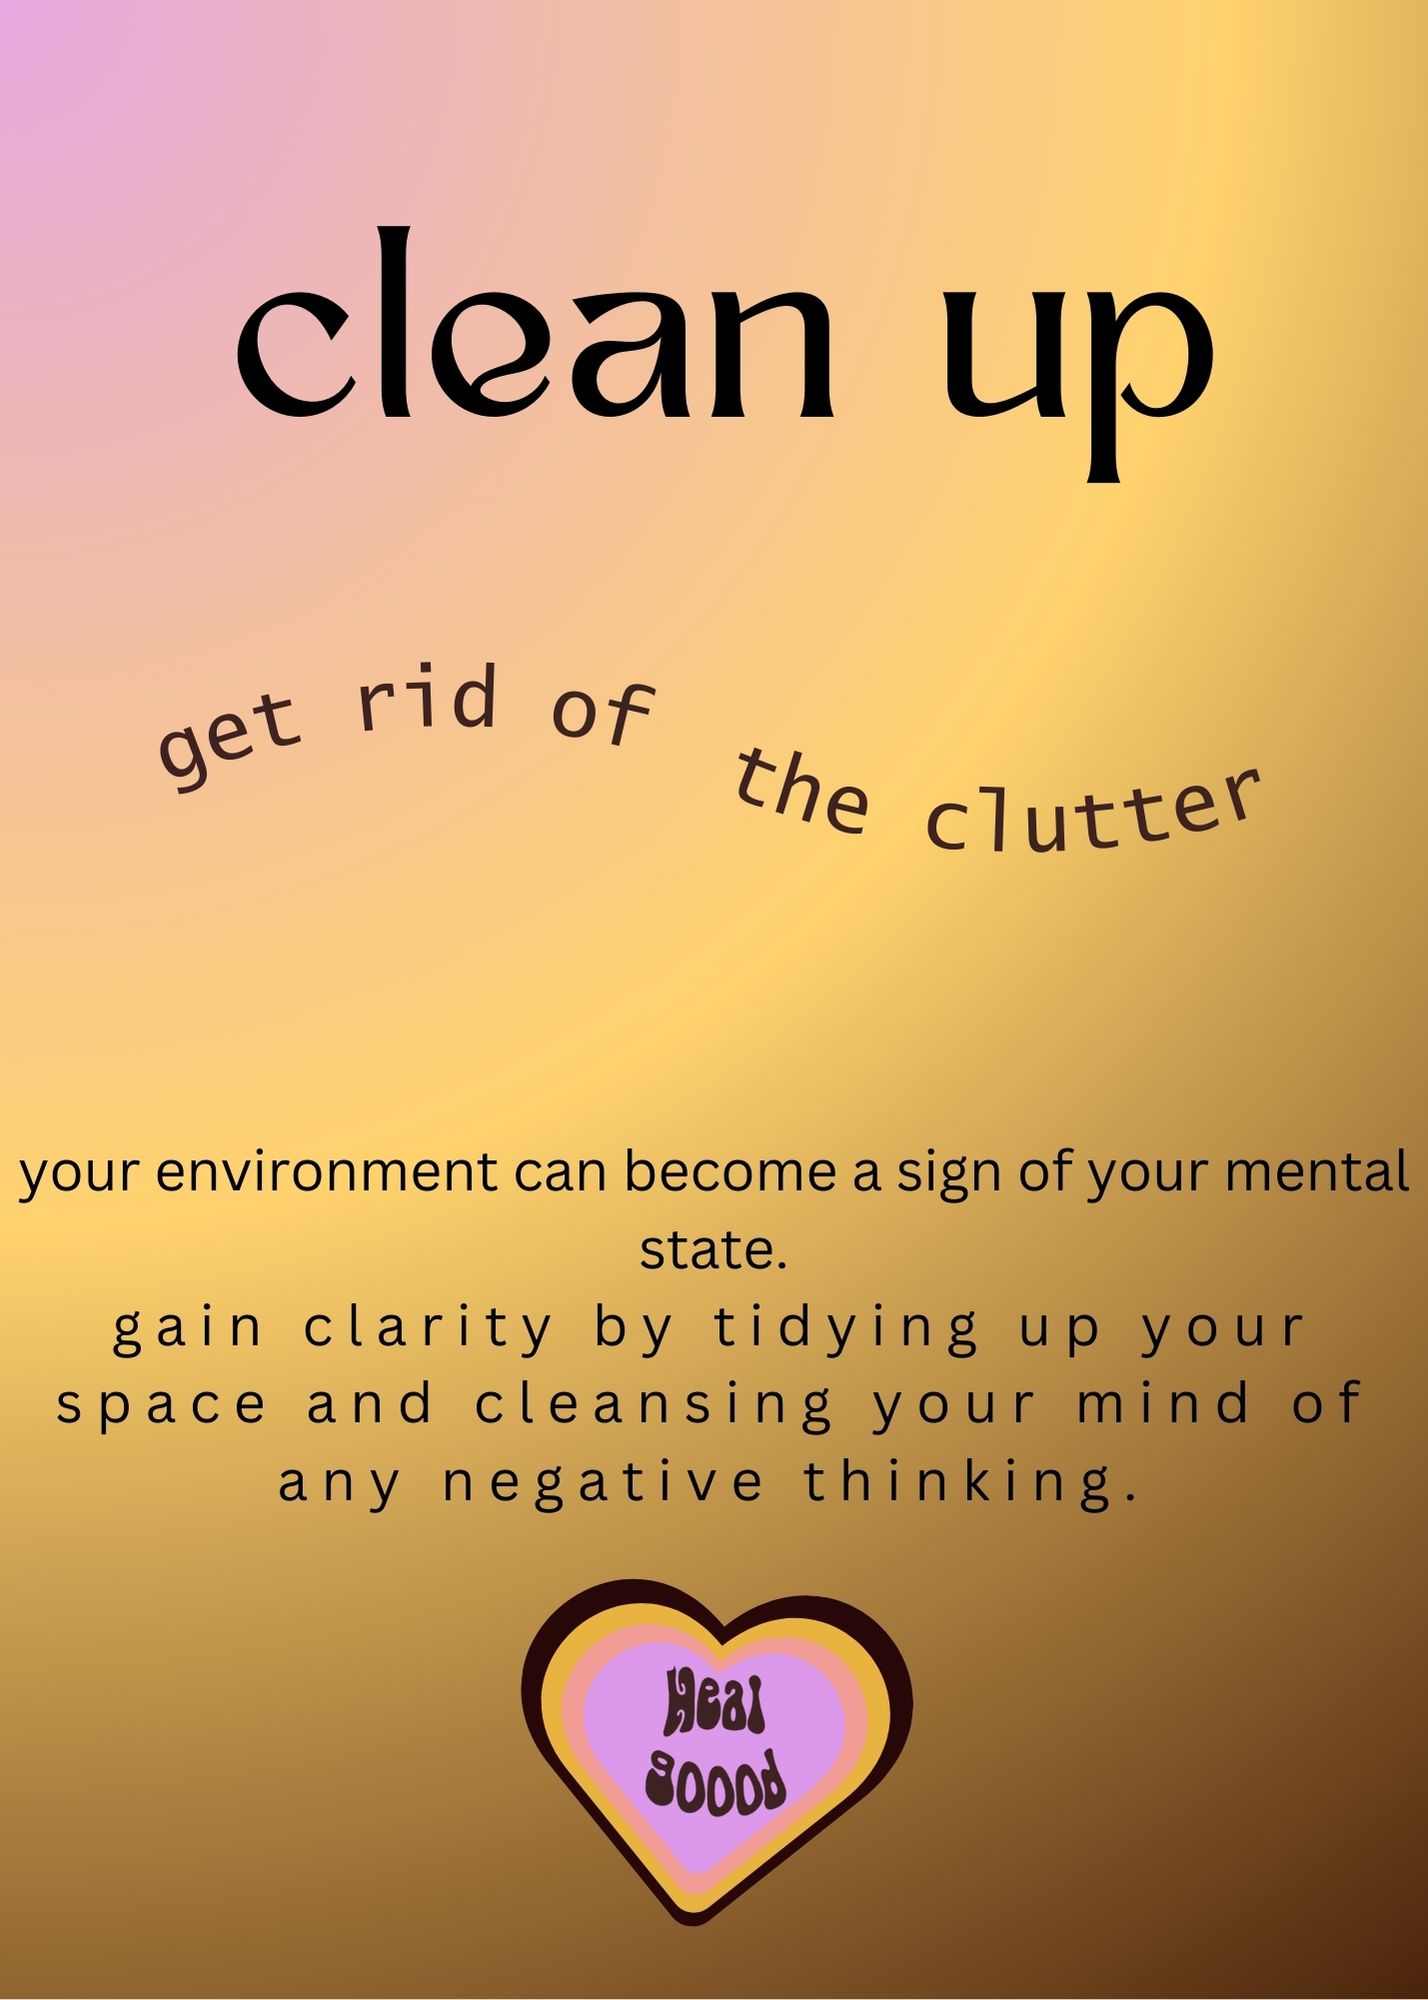 clean up
get rid of the clutter
your environment can become a sign of your mental
state.
gain clarity by tidying up your
space and cleansing your mind of
any negative thinking.
Heal
goood